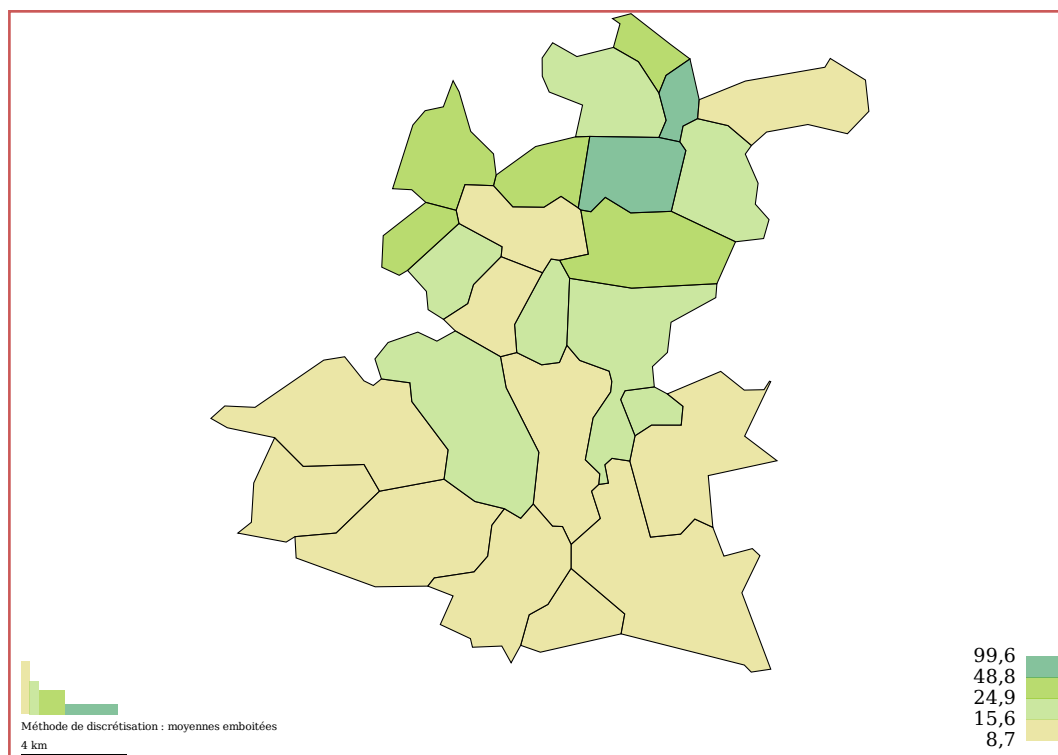 99,6
48,8
24,9
15,6
8,7
Méthode de discrétisation : moyennes emboitées
4 km